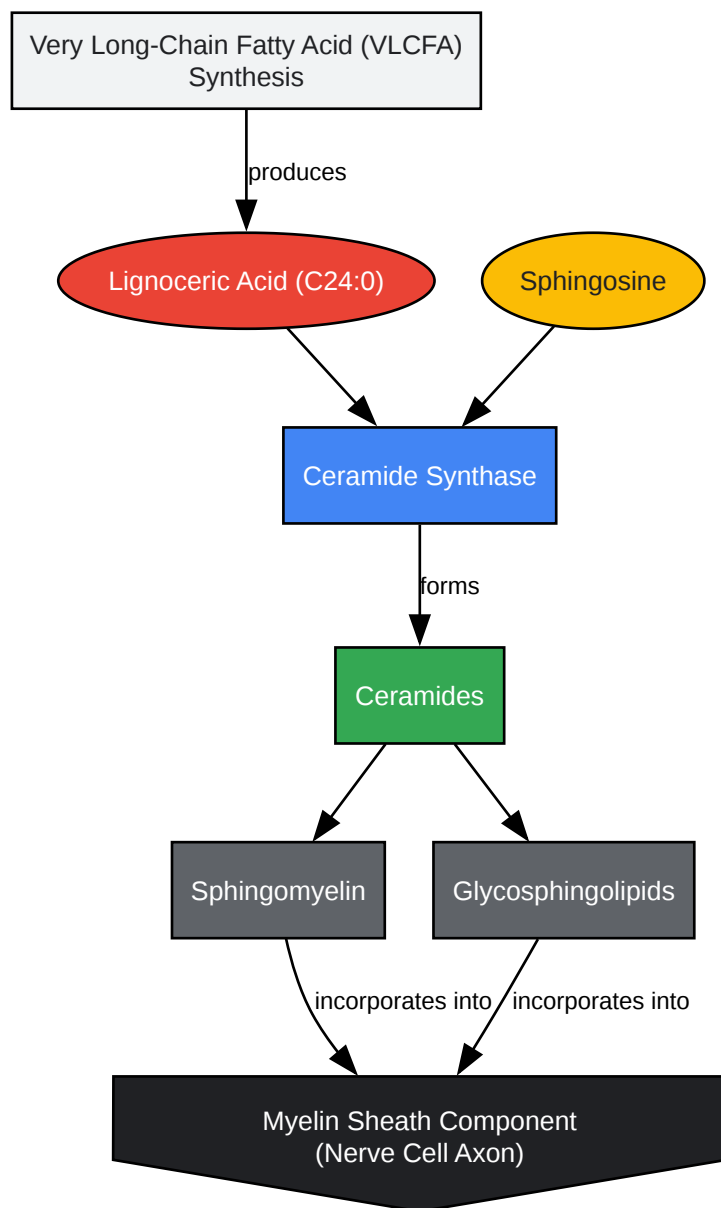 Very Long-Chain Fatty Acid (VLCFA)
Synthesis
produces
Lignoceric Acid (C24:0)
Sphingosine
Ceramide Synthase
forms
Ceramides
Sphingomyelin
Glycosphingolipids
incorporates into
incorporates into
Myelin Sheath Component
(Nerve Cell Axon)